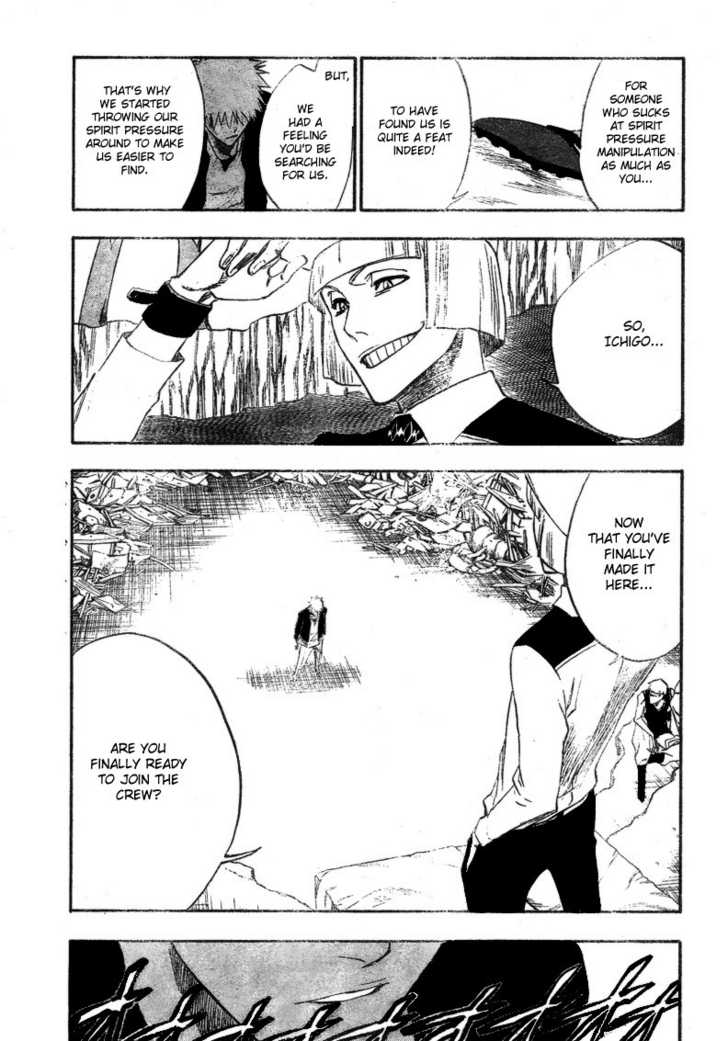 FOR
SOMEONE
WHO SUCKS
AT SPIRIT
PRESSURE
MANIPULATION
AS MUCH AS
YOU...
TO HAVE
FOUND US IS
QUITE A FEAT
INDEED!
BUT,
WE
HAD A
FEELING
YOU'D BE
SEARCHING
FOR US.
THAT'S WHY
WE STARTED
THROWING OUR
SPIRIT PRESSURE
AROUND TO MAKE
US EASIER TO
FIND.
SO,
ICHIGO...
NOW
THAT YOU'VE
FINALLY
MADE IT
HERE...
ARE YOU
FINALLY READY
TO JOIN THE
CREW?